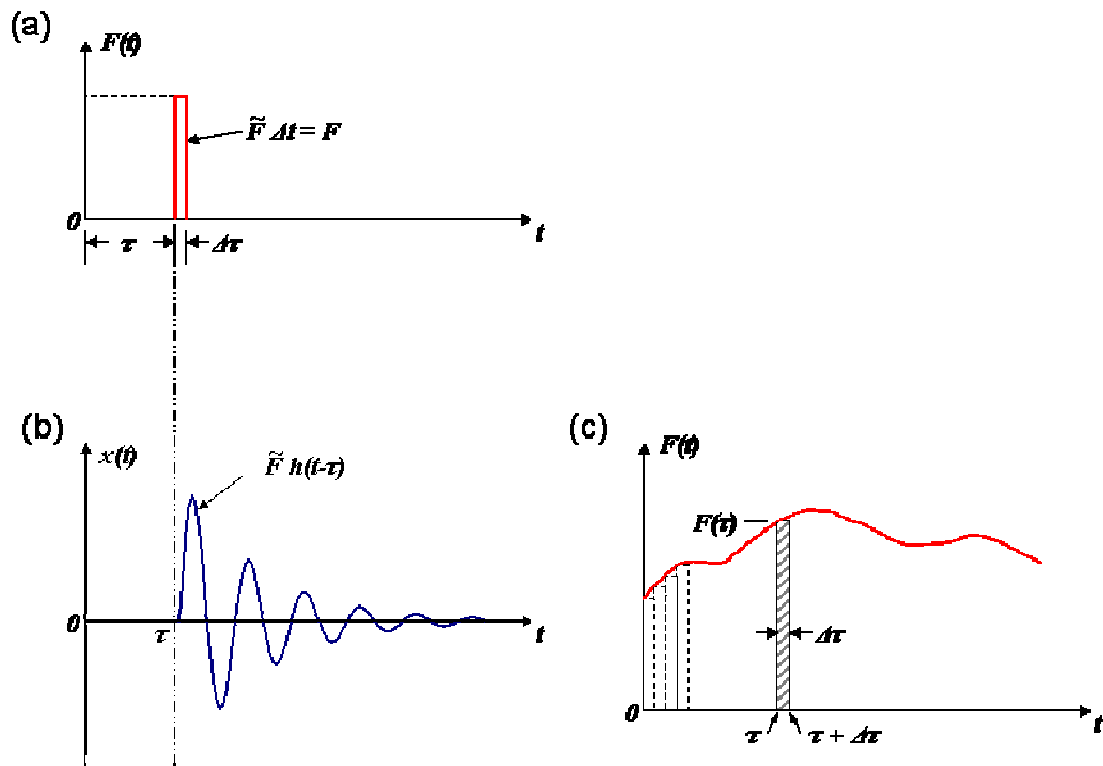 (a)
F(t)
F̃ Δt = F
0
t
τ
Δτ
(b)
x(t)
F̃ h(t-τ)
0
τ
t
(c)
F(t)
F(τ)
Δτ
0
τ
τ + Δτ
t